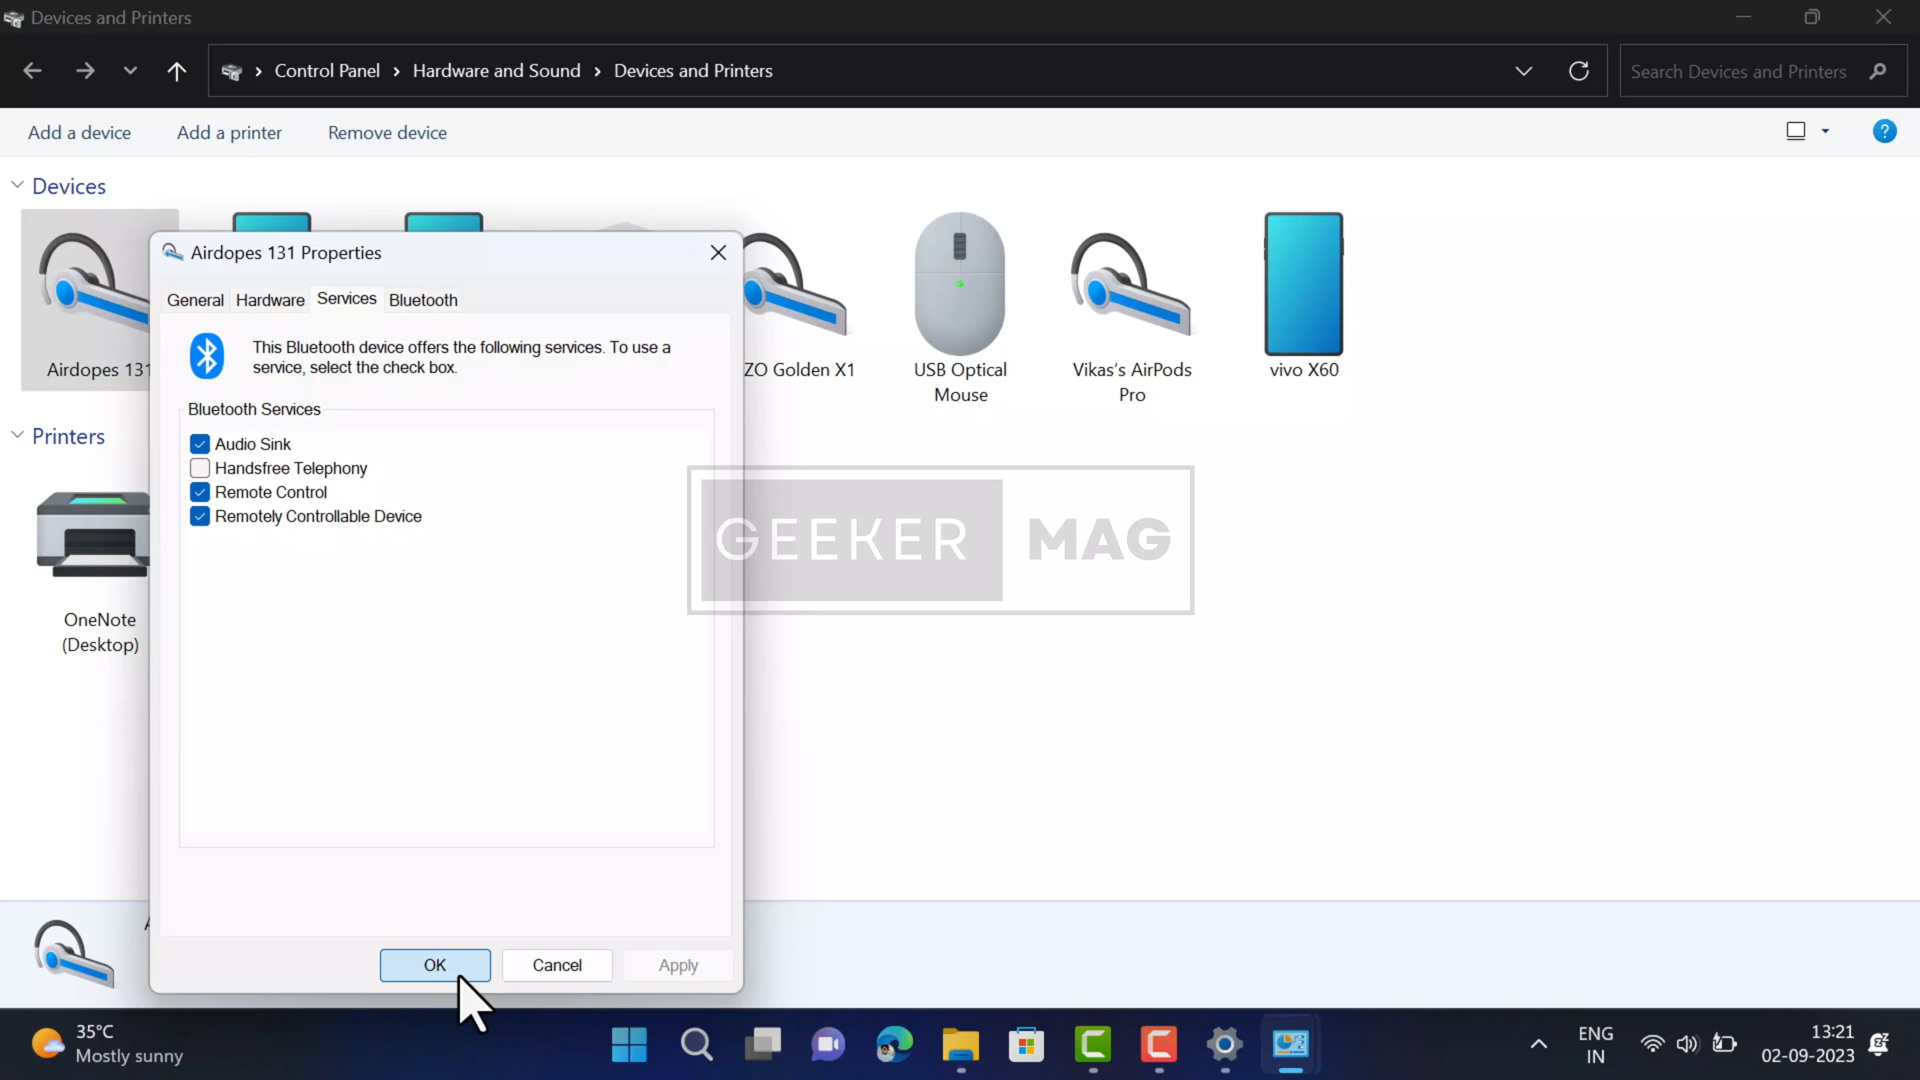 Devices and Printers
Control Panel > Hardware and Sound > Devices and Printers
Search Devices and Printers
Add a device
Add a printer
Remove device
?
Devices
Airdopes 131
ZO Golden X1
USB Optical
Mouse
Vikas's AirPods
Pro
vivo X60
Printers
OneNote
(Desktop)
Airdopes 131 Properties
General
Hardware
Services
Bluetooth
This Bluetooth device offers the following services. To use a
service, select the check box.
Bluetooth Services
Audio Sink
Handsfree Telephony
Remote Control
Remotely Controllable Device
OK
Cancel
Apply
GEEKER MAG
35°C
Mostly sunny
ENG
IN
13:21
02-09-2023